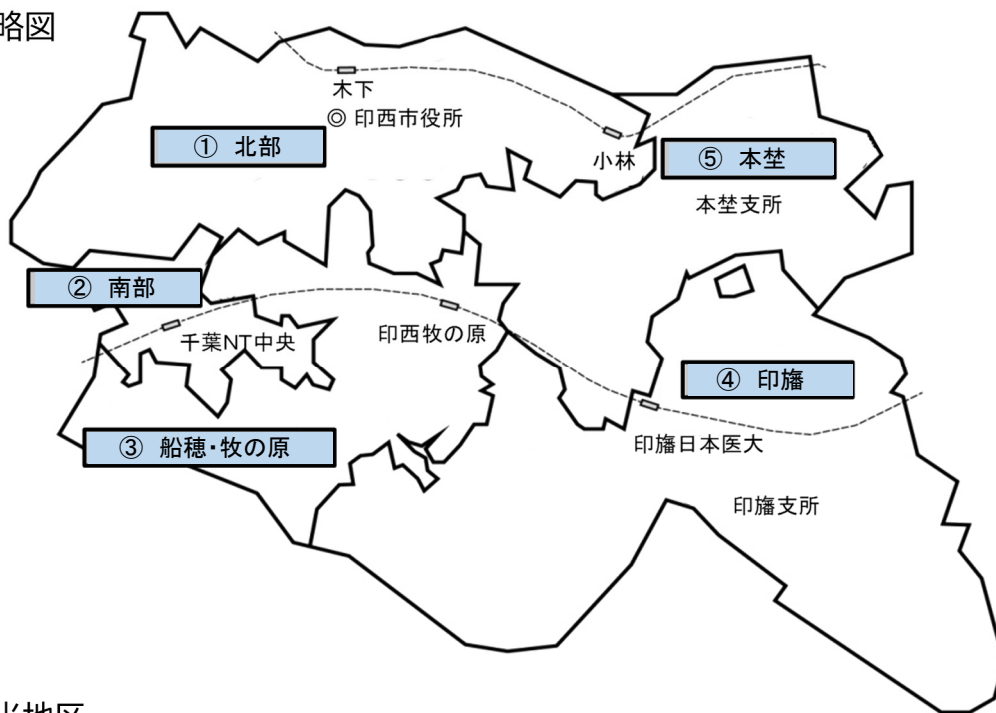 略図
木下
◎ 印西市役所
① 北部
小林
⑤ 本埜
本埜支所
② 南部
千葉NT中央
印西牧の原
④ 印旛
③ 船穂・牧の原
印旛日本医大
印旛支所